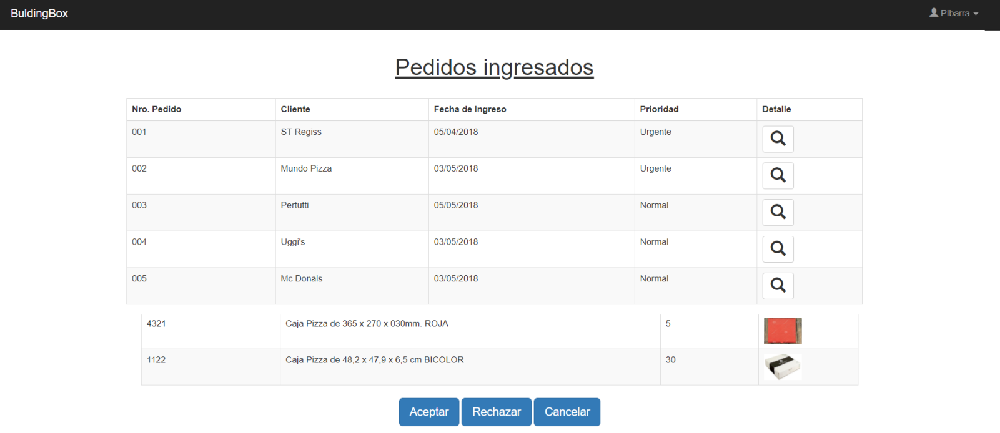 BuldingBox
PIbarra
Pedidos ingresados
Nro. Pedido Cliente Fecha de Ingreso Prioridad Detalle
001 ST Regiss 05/04/2018 Urgente
002 Mundo Pizza 03/05/2018 Urgente
003 Pertutti 05/05/2018 Normal
004 Uggi's 03/05/2018 Normal
005 Mc Donals 03/05/2018 Normal
4321 Caja Pizza de 365 x 270 x 030mm. ROJA 5
1122 Caja Pizza de 48,2 x 47,9 x 6,5 cm BICOLOR 30
Aceptar Rechazar Cancelar